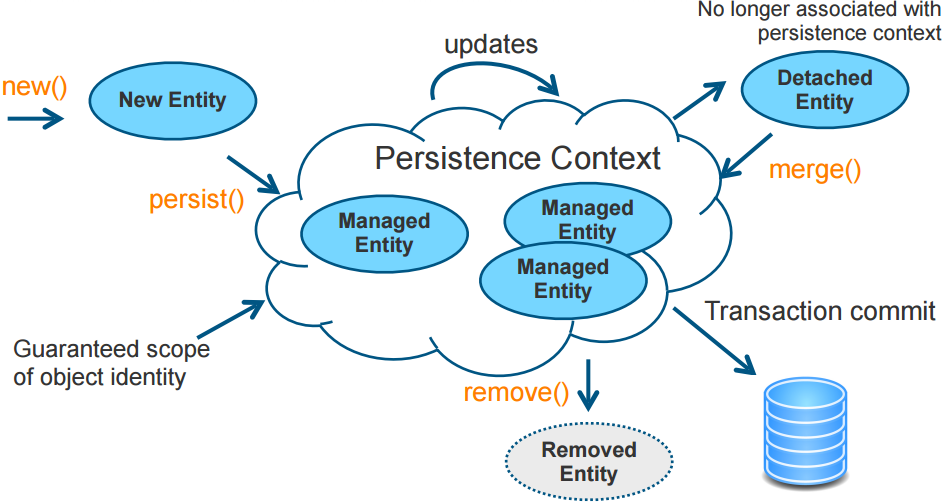 No longer associated with
persistence context
updates
new()
New Entity
Detached
Entity
Persistence Context
merge()
persist()
Managed
Entity
Managed
Entity
Managed
Entity
Transaction commit
Guaranteed scope
of object identity
remove()
Removed
Entity